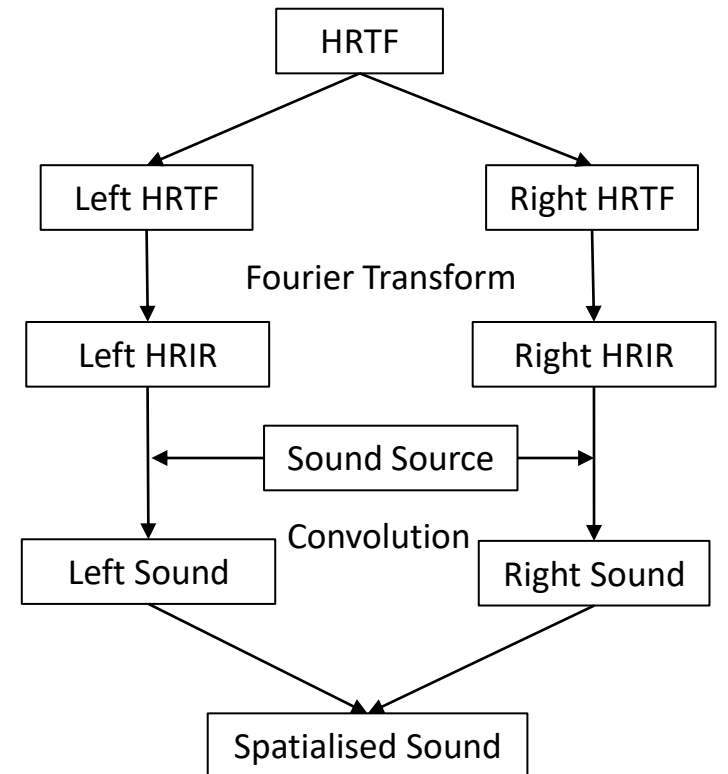 HRTF
Left HRTF
Right HRTF
Fourier Transform
Left HRIR
Right HRIR
Sound Source
Convolution
Left Sound
Right Sound
Spatialised Sound